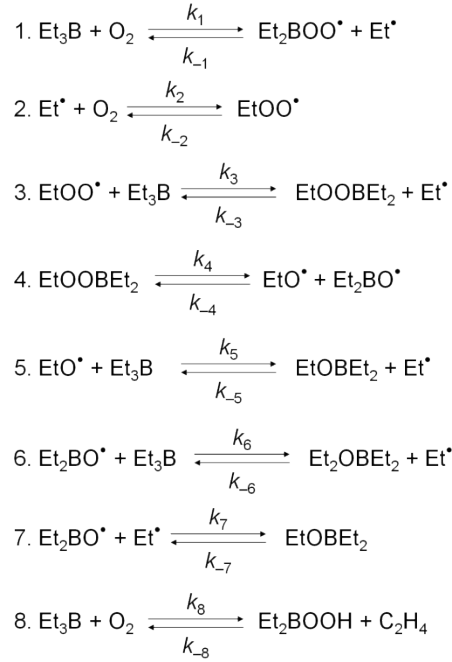 k₁
1. Et₃B + O₂ ⇌ Et₂BOO• + Et•
k₋₁
k₂
2. Et• + O₂ ⇌ EtOO•
k₋₂
k₃
3. EtOO• + Et₃B ⇌ EtOOBEt₂ + Et•
k₋₃
k₄
4. EtOOBEt₂ ⇌ EtO• + Et₂BO•
k₋₄
k₅
5. EtO• + Et₃B ⇌ EtOBEt₂ + Et•
k₋₅
k₆
6. Et₂BO• + Et₃B ⇌ Et₂OBEt₂ + Et•
k₋₆
k₇
7. Et₂BO• + Et• ⇌ EtOBEt₂
k₋₇
k₈
8. Et₃B + O₂ ⇌ Et₂BOOH + C₂H₄
k₋₈